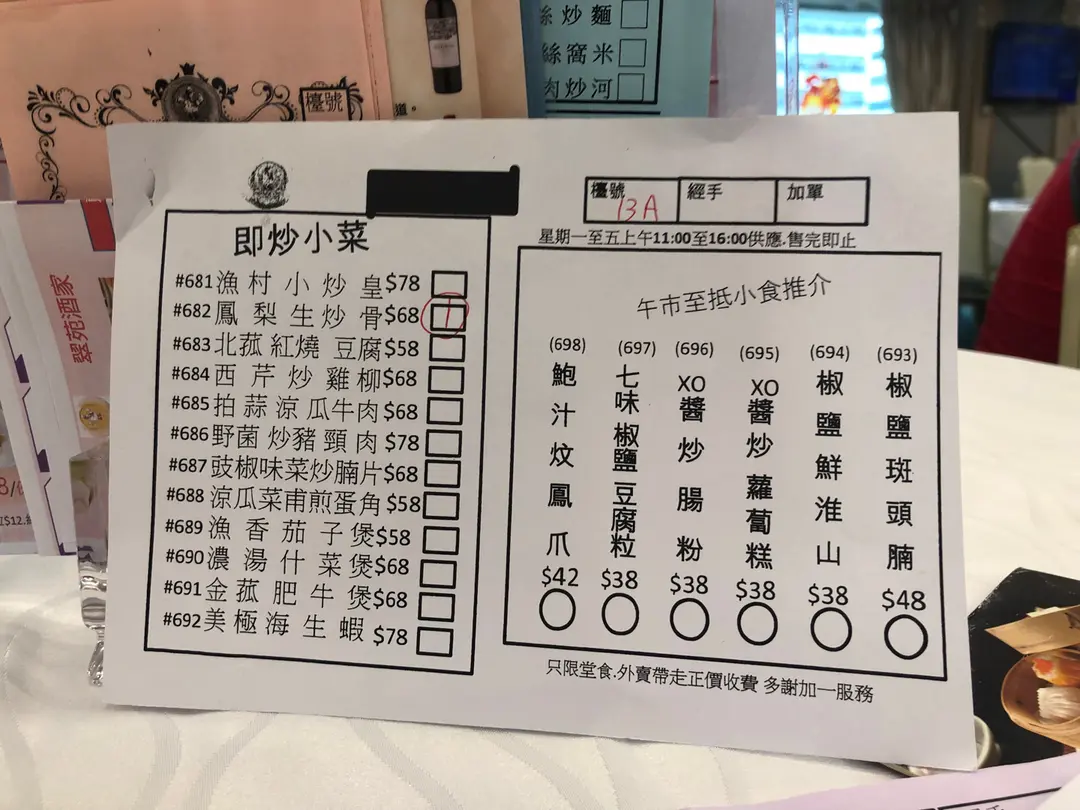 絲炒麵
絲窩米
肉炒河
檯號
翠苑酒家
即炒小菜
#681 漁村小炒皇 $78
#682 鳳梨生炒骨 $68 1
#683 北菰紅燒豆腐 $58
#684 西芹炒雞柳 $68
#685 拍蒜涼瓜牛肉 $68
#686 野菌炒豬頸肉 $78
#687 豉椒味菜炒腩片 $68
#688 涼瓜菜甫煎蛋角 $58
#689 漁香茄子煲 $58
#690 濃湯什菜煲 $68
#691 金菰肥牛煲 $68
#692 美極海生蝦 $78
檯號 13A 經手 加單
星期一至五上午11:00至16:00供應.售完即止
午市至抵小食推介
(698) 鮑汁炆鳳爪 $42
(697) 七味椒鹽豆腐粒 $38
(696) XO醬炒腸粉 $38
(695) XO醬炒蘿蔔糕 $38
(694) 椒鹽鮮淮山 $38
(693) 椒鹽斑頭腩 $48
只限堂食.外賣帶走正價收費 多謝加一服務